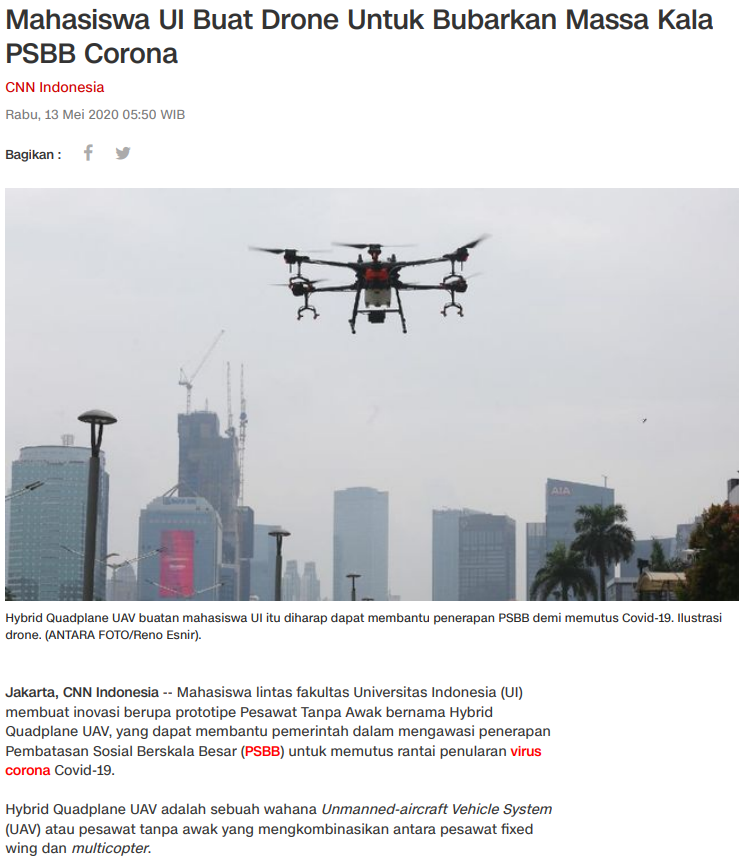 Mahasiswa UI Buat Drone Untuk Bubarkan Massa Kala
PSBB Corona
CNN Indonesia
Rabu, 13 Mei 2020 05:50 WIB
Bagikan :
AIA
Hybrid Quadplane UAV buatan mahasiswa UI itu diharap dapat membantu penerapan PSBB demi memutus Covid-19. Ilustrasi
drone. (ANTARA FOTO/Reno Esnir).
Jakarta, CNN Indonesia -- Mahasiswa lintas fakultas Universitas Indonesia (UI)
membuat inovasi berupa prototipe Pesawat Tanpa Awak bernama Hybrid
Quadplane UAV, yang dapat membantu pemerintah dalam mengawasi penerapan
Pembatasan Sosial Berskala Besar (PSBB) untuk memutus rantai penularan virus
corona Covid-19.
Hybrid Quadplane UAV adalah sebuah wahana Unmanned-aircraft Vehicle System
(UAV) atau pesawat tanpa awak yang mengkombinasikan antara pesawat fixed
wing dan multicopter.